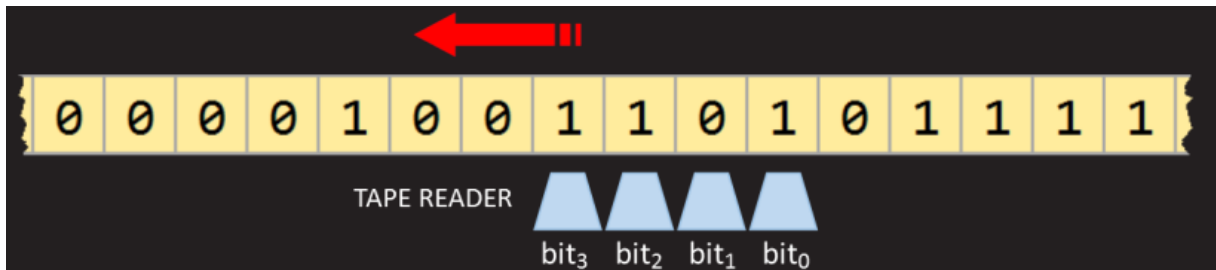 0 0 0 0 1 0 0 1 1 0 1 0 1 1 1 1
TAPE READER
bit₃ bit₂ bit₁ bit₀